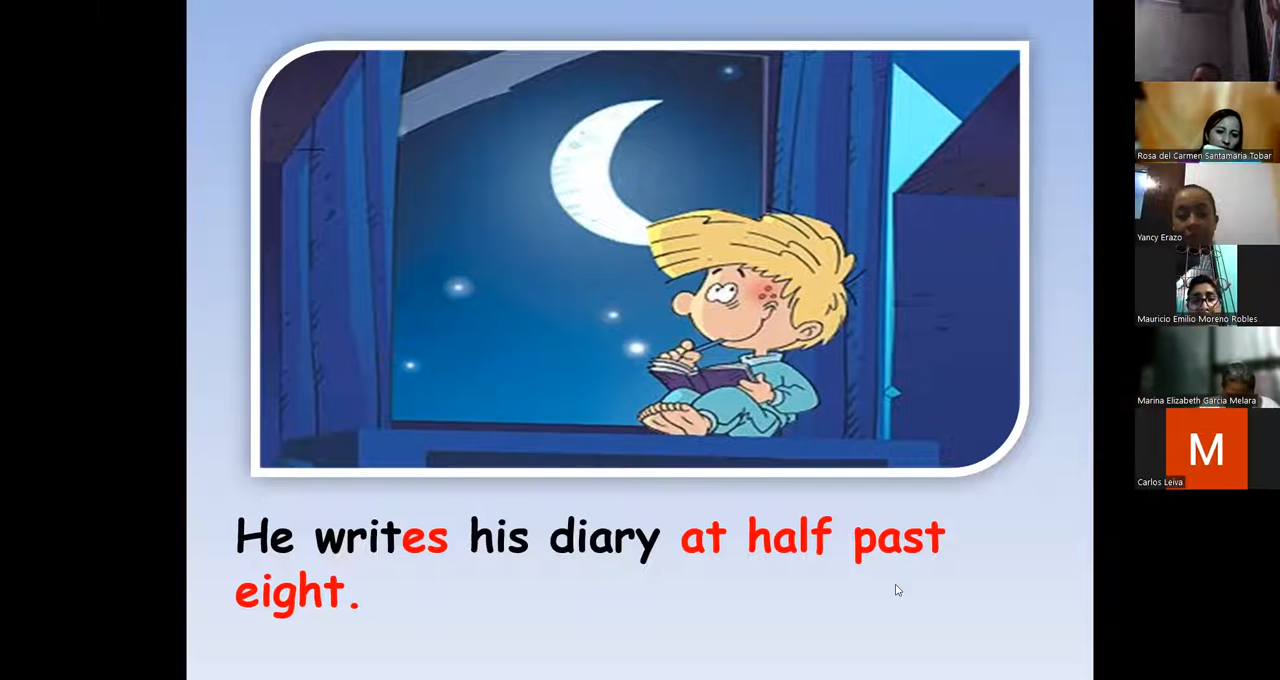 He writes his diary at half past
eight.
Rosa del Carmen Santamaria Tobar
Yancy Erazo
Mauricio Emilio Moreno Robles
Marina Elizabeth Garcia Melara
M
Carlos Leiva